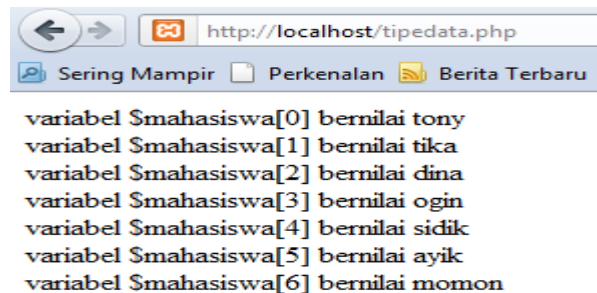 http://localhost/tipedata.php
Sering Mampir Perkenalan Berita Terbaru
variabel $mahasiswa[0] bernilai tony
variabel $mahasiswa[1] bernilai tika
variabel $mahasiswa[2] bernilai dina
variabel $mahasiswa[3] bernilai ogin
variabel $mahasiswa[4] bernilai sidik
variabel $mahasiswa[5] bernilai ayik
variabel $mahasiswa[6] bernilai momon